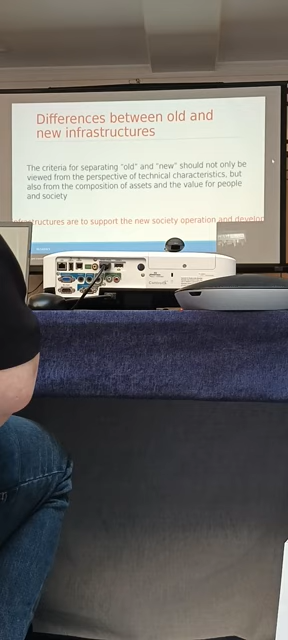 Differences between old and
new infrastructures
The criteria for separating "old" and "new" should not only be
viewed from the perspective of technical characteristics, but
also from the composition of assets and the value for people
and society
frastructures are to support the new society operation and develop